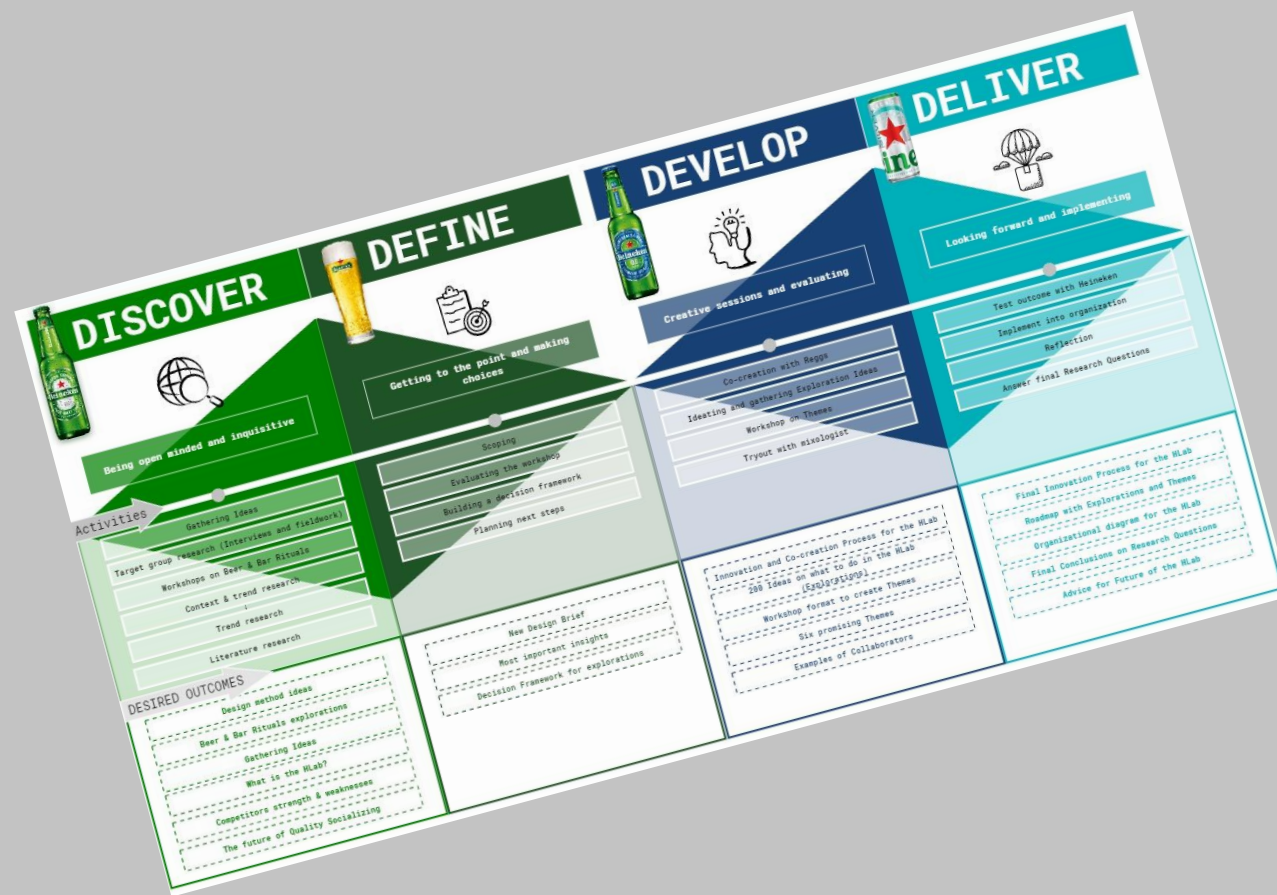 DISCOVER
Being open minded and inquisitive
Activities
Gathering Ideas
Target group research (Interviews and fieldwork)
Workshops on Beer & Bar Rituals
Context & trend research
Trend research
Literature research
DESIRED OUTCOMES
Design method ideas
Beer & Bar Rituals explorations
Gathering Ideas
What is the HLab?
Competitors strength & weaknesses
The future of Quality Socializing
DEFINE
Getting to the point and making
choices
Scoping
Evaluating the workshop
Building a decision framework
Planning next steps
New Design Brief
Most important insights
Decision Framework for explorations
DEVELOP
Heineken
Creative sessions and evaluating
Co-creation with Reggs
Ideating and gathering Exploration Ideas
Workshop on Themes
Tryout with mixologist
Innovation and Co-creation Process for the HLab
200 Ideas on what to do in the HLab
(Explorations)
Workshop format to create Themes
Six promising Themes
Examples of Collaborators
DELIVER
ine
Looking forward and implementing
Test outcome with Heineken
Implement into organization
Reflection
Answer final Research Questions
Final Innovation Process for the HLab
Roadmap with Explorations and Themes
Organizational diagram for the HLab
Final Conclusions on Research Questions
Advice for Future of the HLab